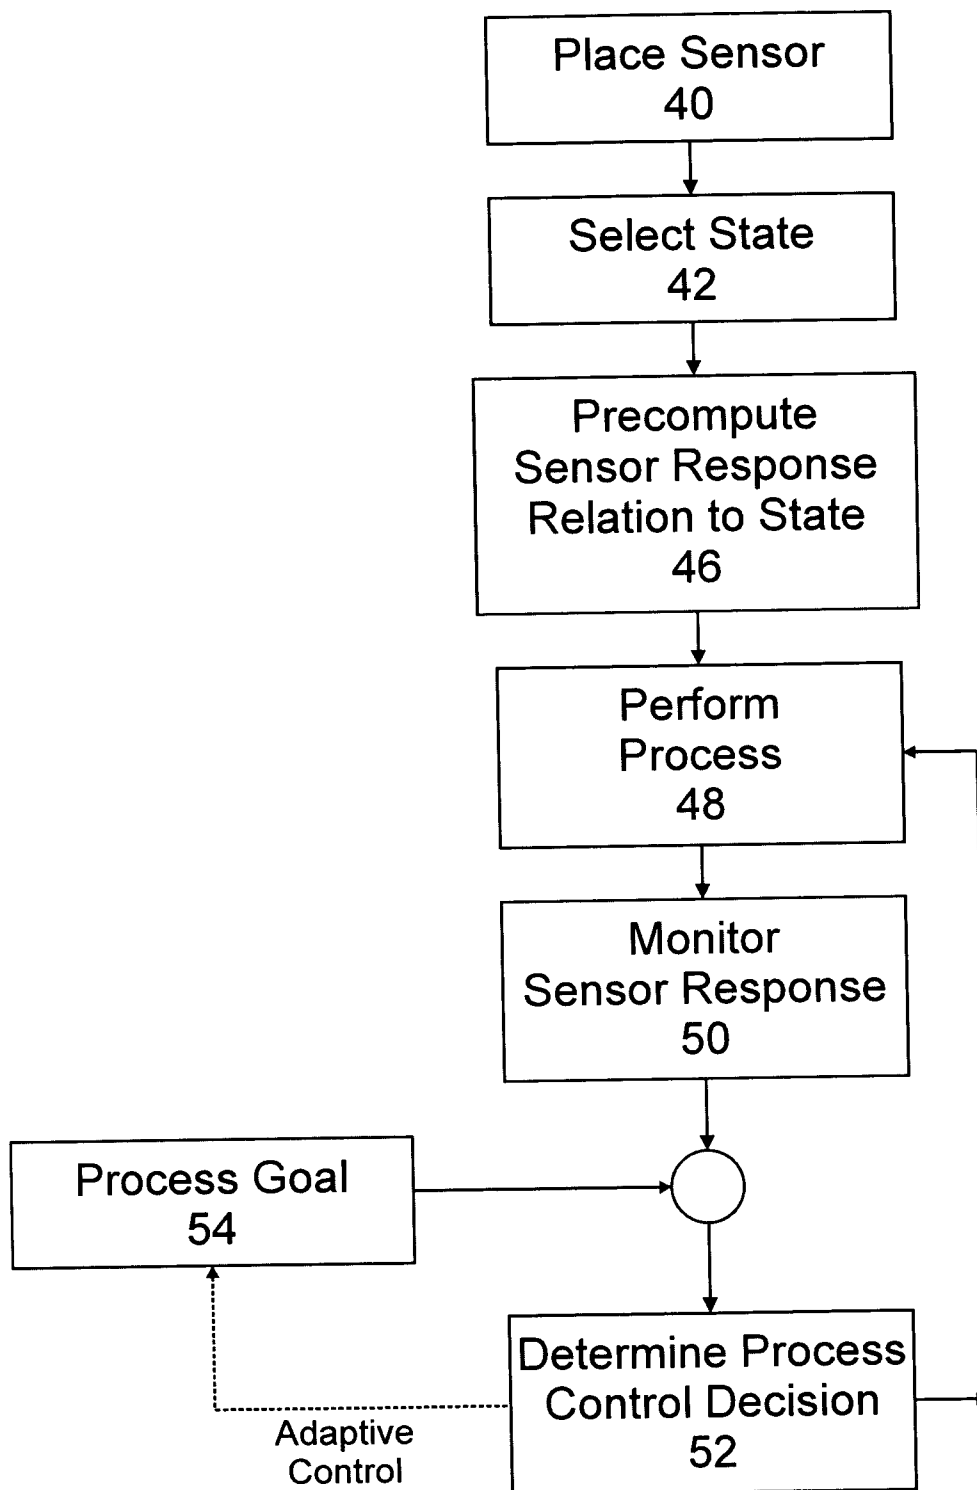 Place Sensor
40
Select State
42
Precompute
Sensor Response
Relation to State
46
Perform
Process
48
Monitor
Sensor Response
50
Process Goal
54
Determine Process
Control Decision
52
Adaptive
Control